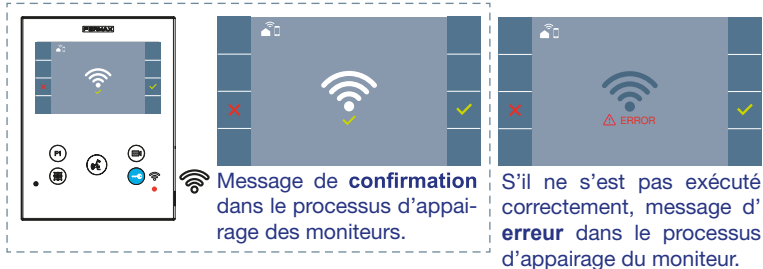 FERMAX
F1
ERROR
Message de confirmation
dans le processus d'appai-
rage des moniteurs.
S'il ne s'est pas exécuté
correctement, message d'
erreur dans le processus
d'appairage du moniteur.